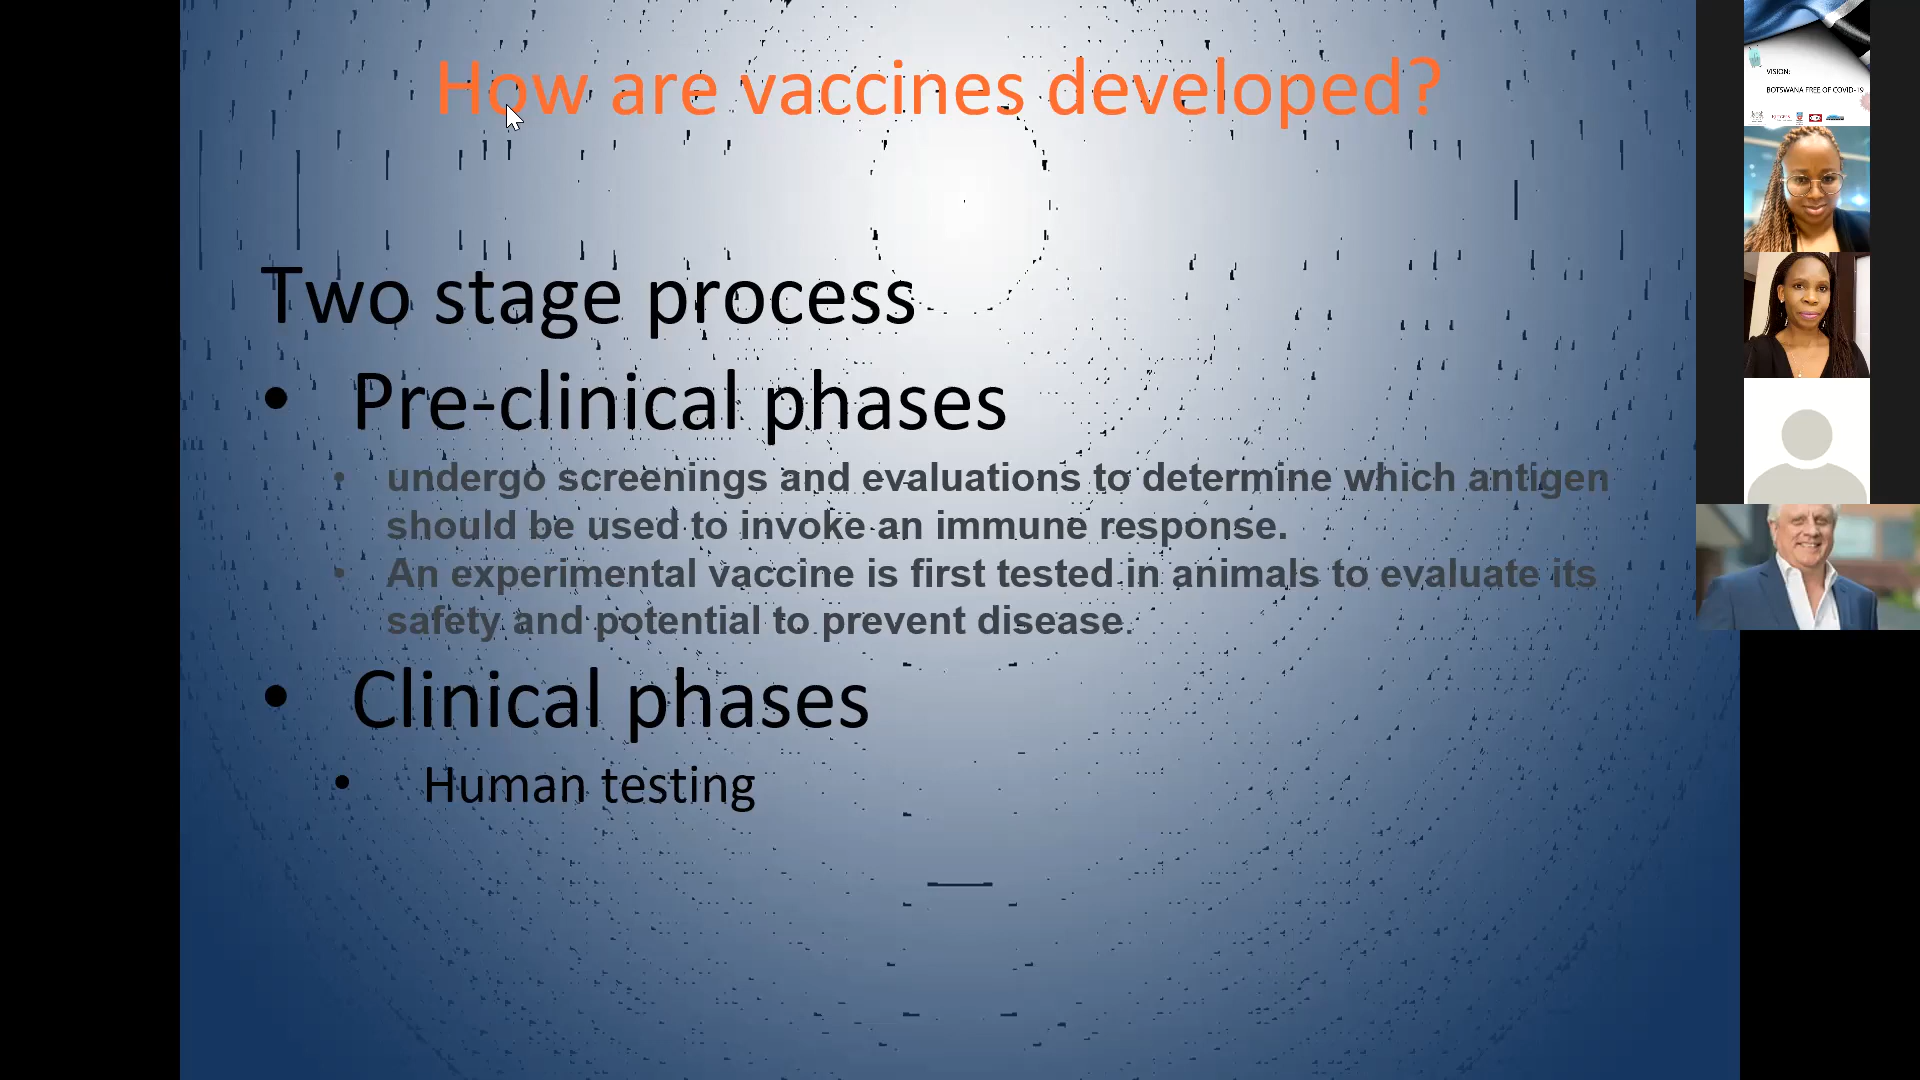 How are vaccines developed?
Two stage process
• Pre-clinical phases
• undergo screenings and evaluations to determine which antigen
should be used to invoke an immune response.
• An experimental vaccine is first tested in animals to evaluate its
safety and potential to prevent disease.
• Clinical phases
• Human testing
VISION:
BOTSWANA FREE OF COVID-19